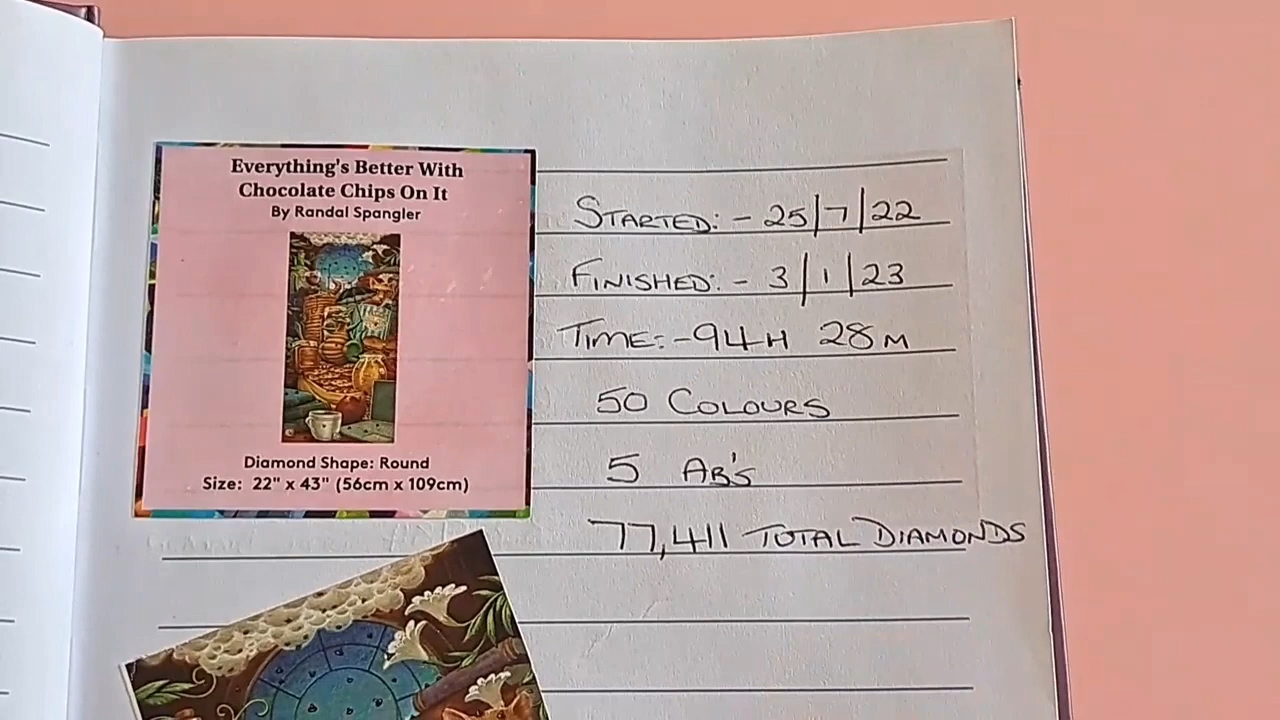 Everything's Better With
Chocolate Chips On It
By Randal Spangler
Diamond Shape: Round
Size: 22" x 43" (56cm x 109cm)
STARTED: - 25/7/22
FINISHED: - 3/1/23
TIME: - 94H 28M
50 COLOURS
5 AB'S
77,411 TOTAL DIAMONDS